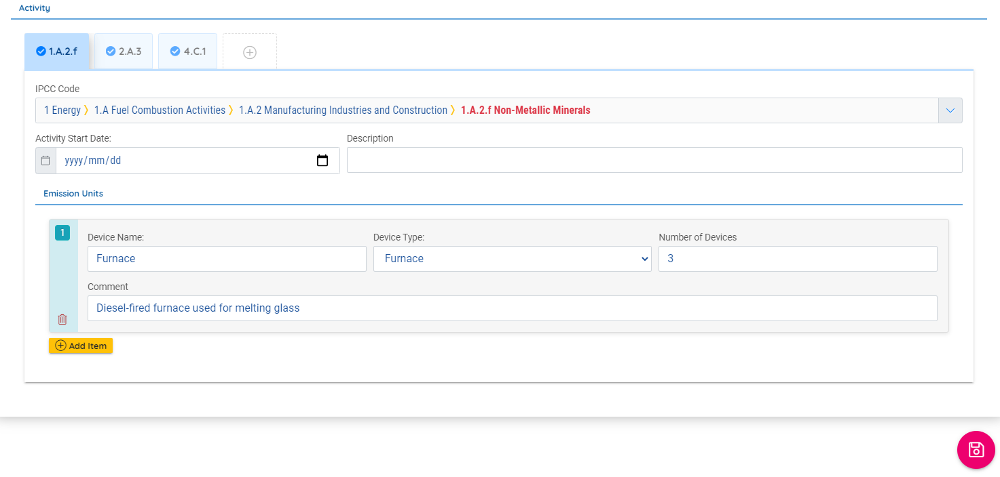 Activity
1.A.2.f
2.A.3
4.C.1
IPCC Code
1 Energy 〉 1.A Fuel Combustion Activities 〉 1.A.2 Manufacturing Industries and Construction 〉 1.A.2.f Non-Metallic Minerals
Activity Start Date:
Description
yyyy/mm/dd
Emission Units
1
Device Name:
Device Type:
Number of Devices
Furnace
Furnace
3
Comment
Diesel-fired furnace used for melting glass
Add Item